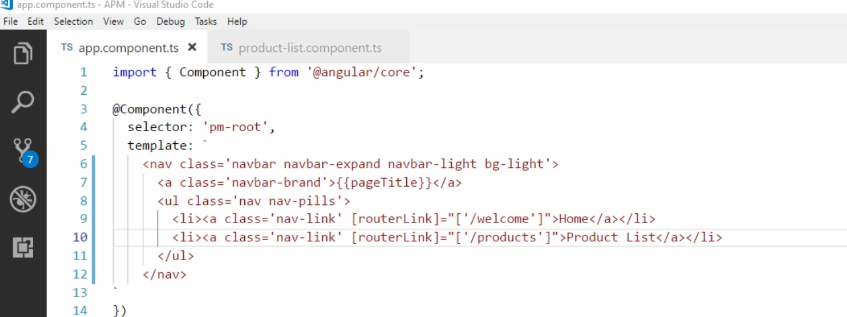 app.component.ts - APM - Visual Studio Code
File Edit Selection View Go Debug Tasks Help
TS app.component.ts × TS product-list.component.ts
1 import { Component } from '@angular/core';
2
3 @Component({
4 selector: 'pm-root',
5 template: `
6 <nav class='navbar navbar-expand navbar-light bg-light'>
7 <a class='navbar-brand'>{{pageTitle}}</a>
8 <ul class='nav nav-pills'>
9 <li><a class='nav-link' [routerLink]="['/welcome']">Home</a></li>
10 <li><a class='nav-link' [routerLink]="['/products']">Product List</a></li>
11 </ul>
12 </nav>
13 `
14 })
7